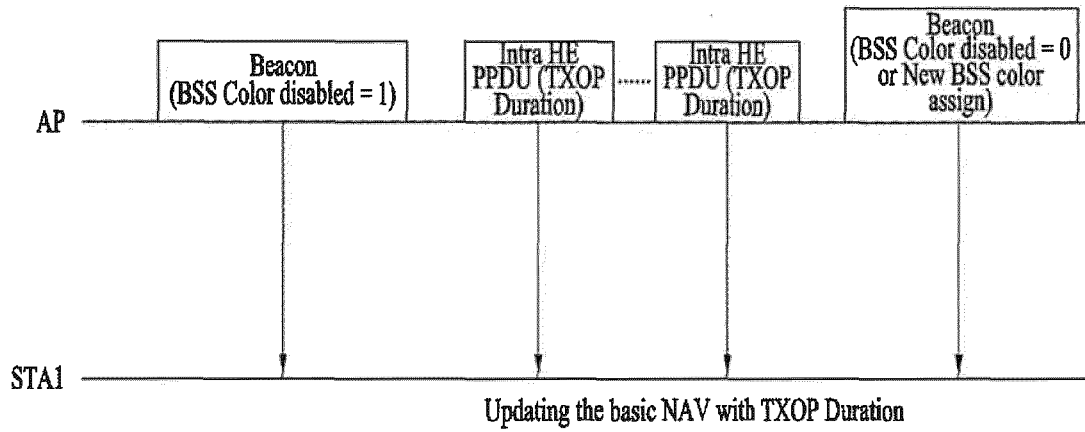 Beacon
(BSS Color disabled = 1)
Intra HE
PPDU (TXOP
Duration)
......
Intra HE
PPDU (TXOP
Duration)
Beacon
(BSS Color disabled = 0
or New BSS color
assign)
AP
STA1
Updating the basic NAV with TXOP Duration